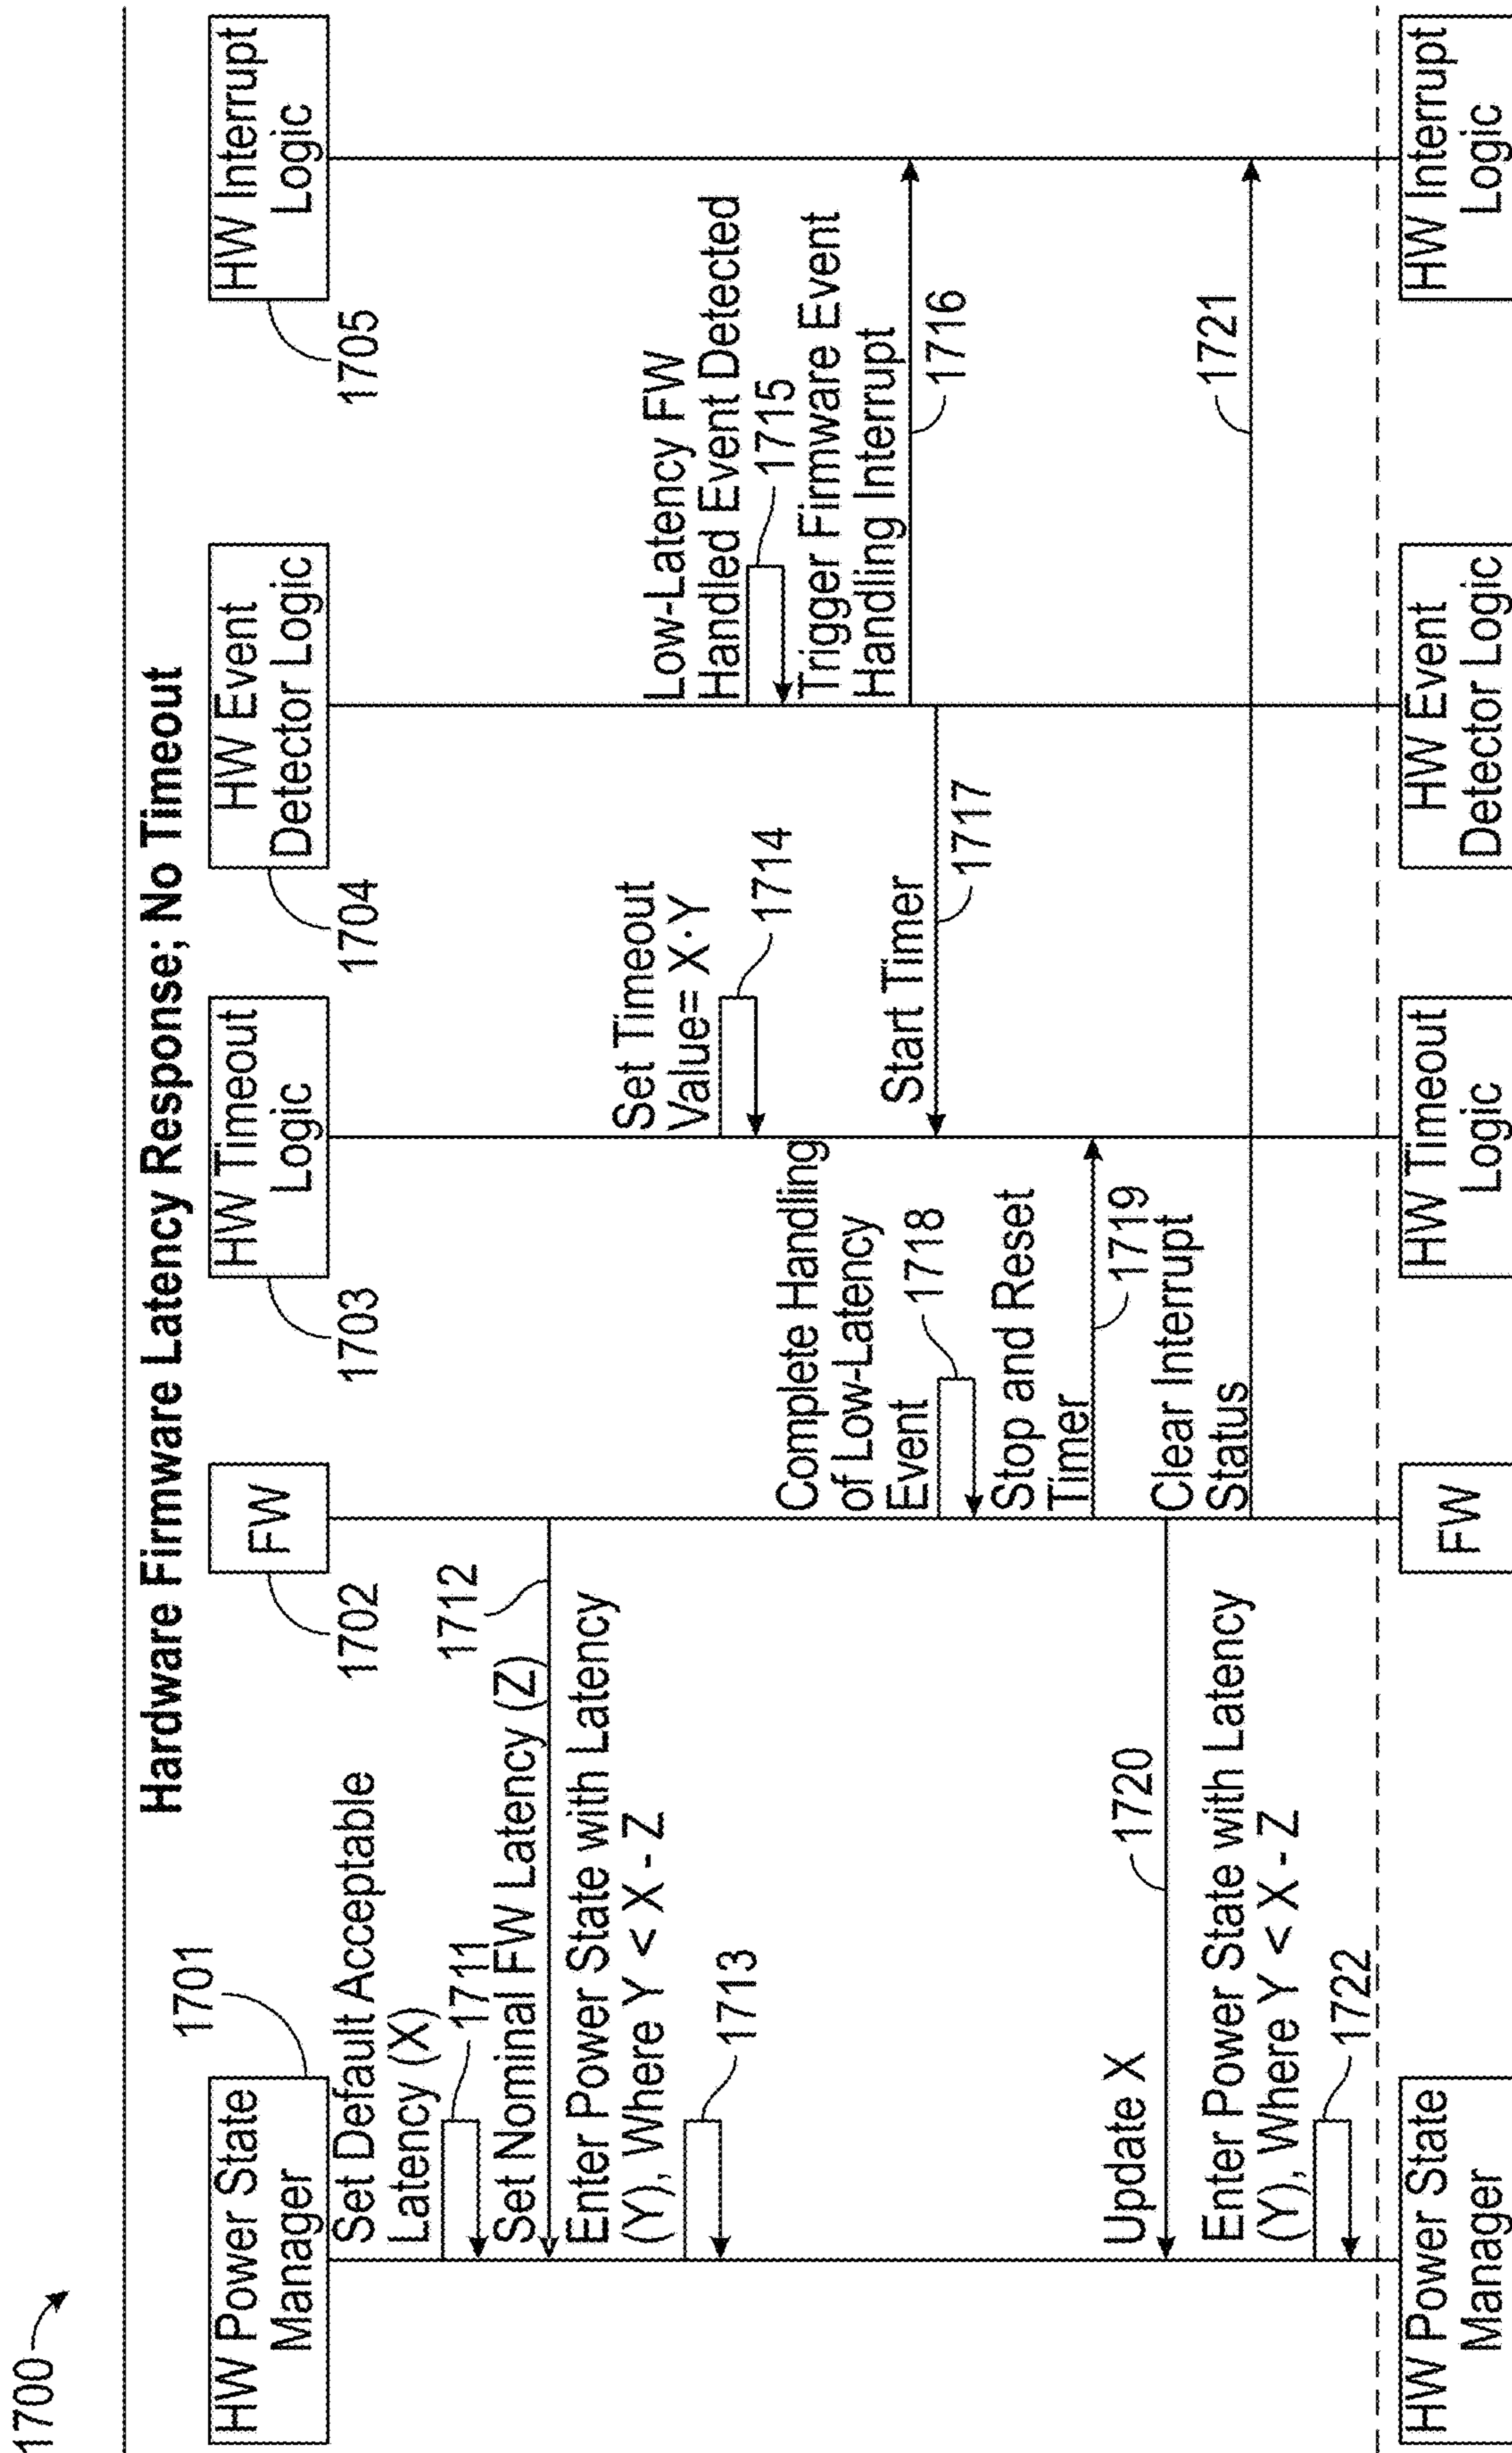 1700
Hardware Firmware Latency Response; No Timeout
HW Power State
Manager
1701
FW
1702
HW Timeout
Logic
1703
HW Event
Detector Logic
1704
HW Interrupt
Logic
1705
Set Default Acceptable
Latency (X)
1711
Set Nominal FW Latency (Z)
1712
Enter Power State with Latency
(Y), Where Y < X - Z
1713
Set Timeout
Value= X·Y
1714
Low-Latency FW
Handled Event Detected
1715
Trigger Firmware Event
Handling Interrupt
1716
Start Timer
1717
Complete Handling
of Low-Latency
Event
1718
Stop and Reset
Timer
1719
Update X
1720
Clear Interrupt
Status
1721
Enter Power State with Latency
(Y), Where Y < X - Z
1722
HW Power State
Manager
FW
HW Timeout
Logic
HW Event
Detector Logic
HW Interrupt
Logic